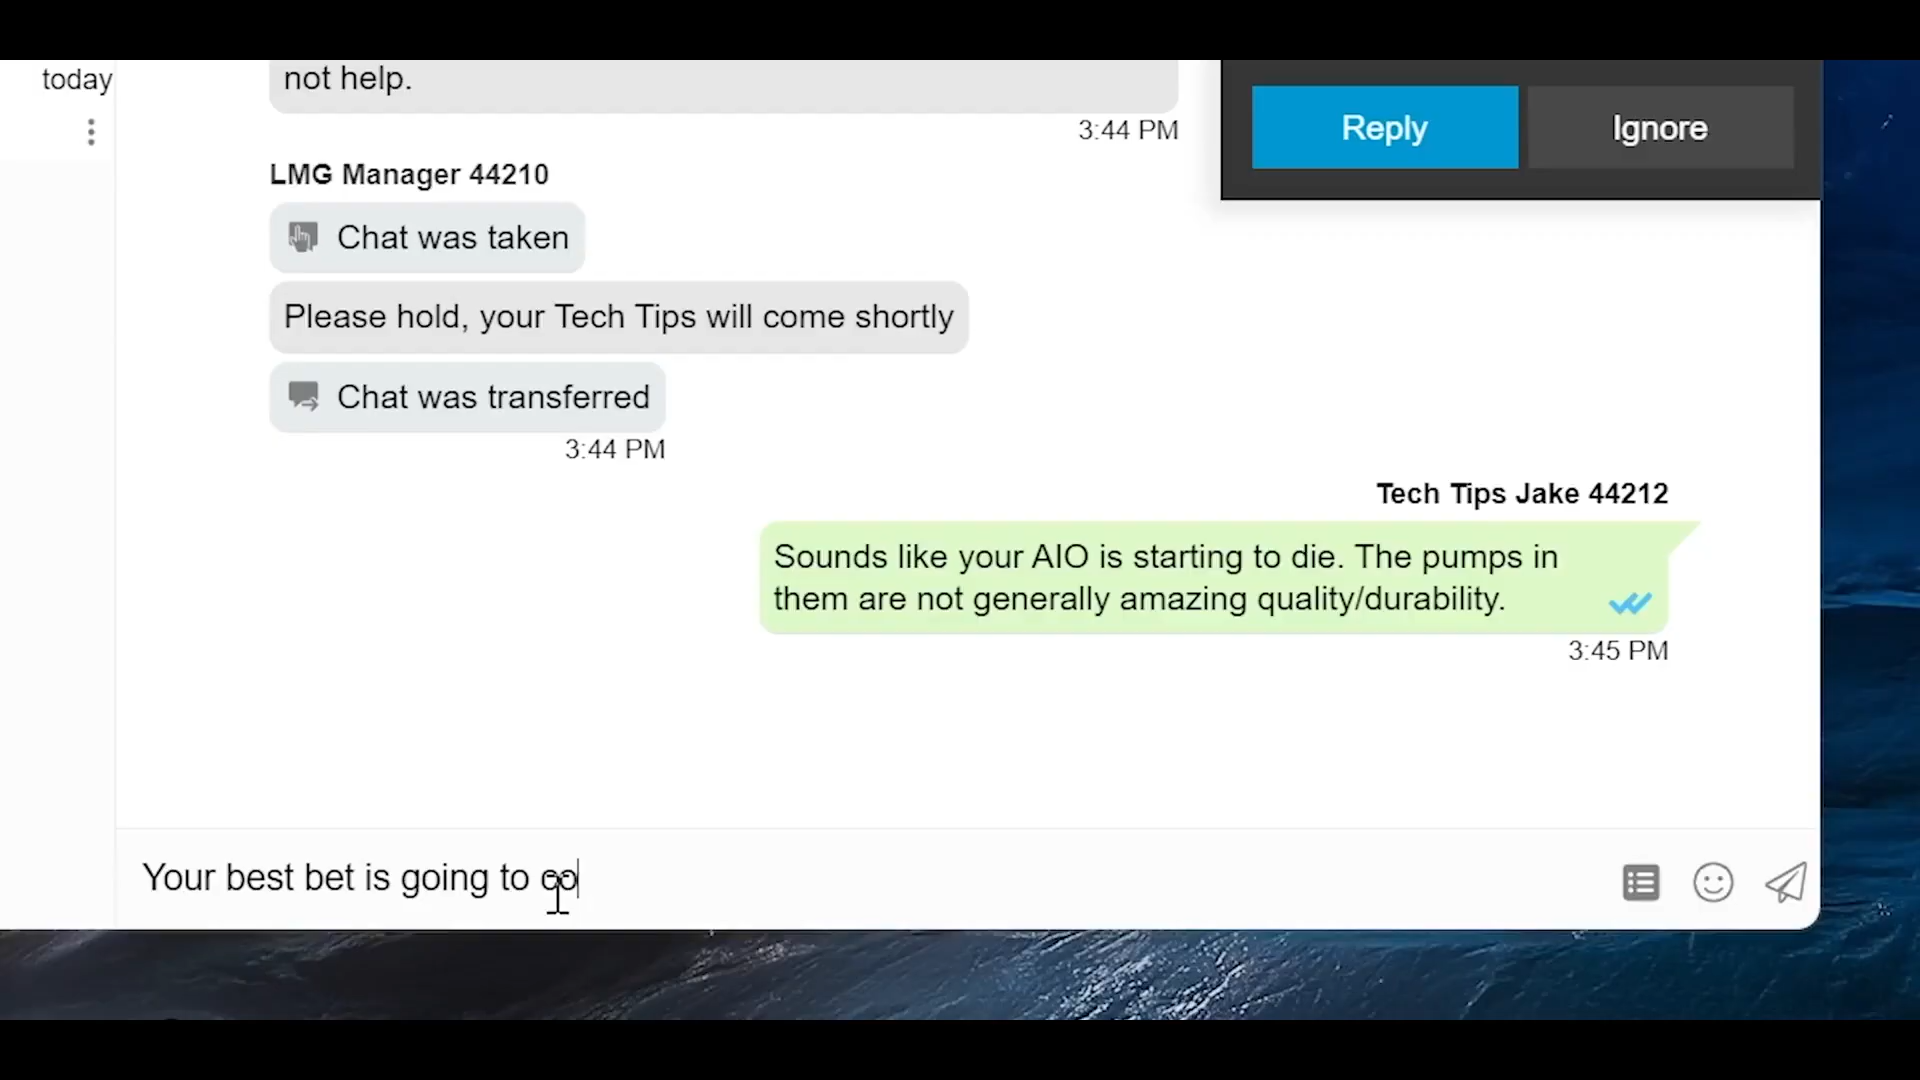 today
not help.
3:44 PM
Reply
Ignore
LMG Manager 44210
Chat was taken
Please hold, your Tech Tips will come shortly
Chat was transferred
3:44 PM
Tech Tips Jake 44212
Sounds like your AIO is starting to die. The pumps in
them are not generally amazing quality/durability.
3:45 PM
Your best bet is going to co